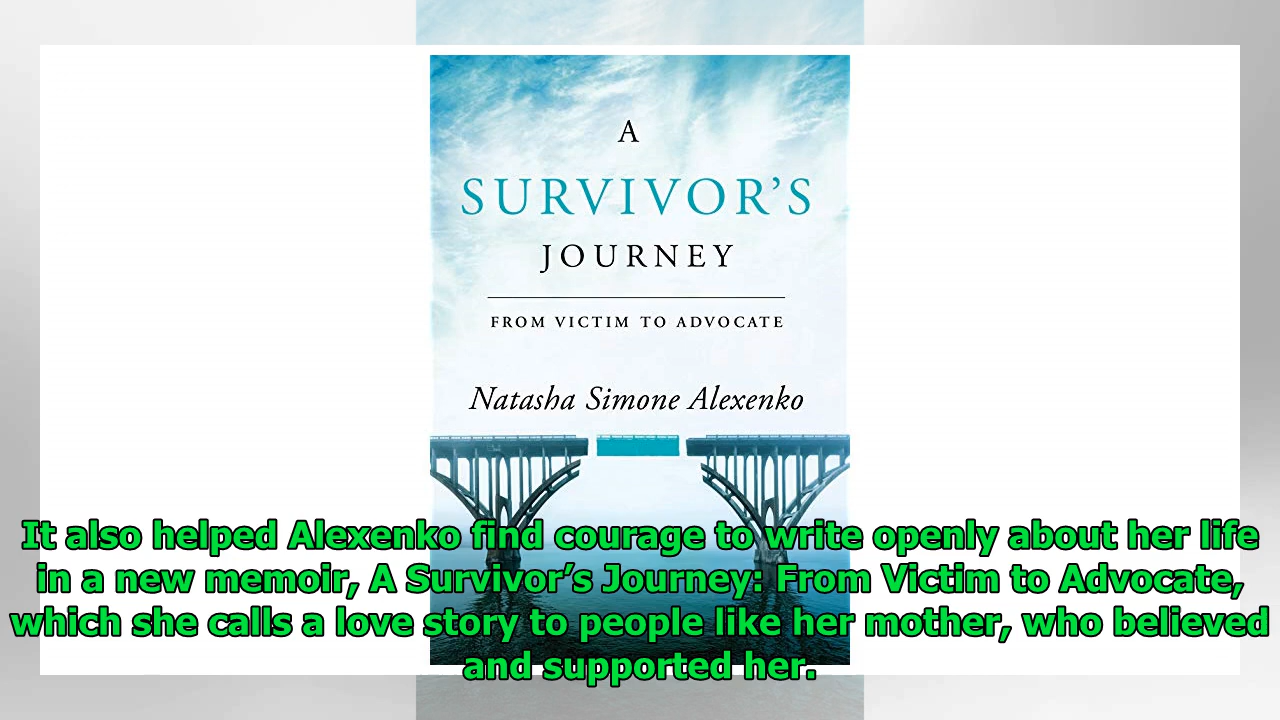 A
SURVIVOR’S
JOURNEY
FROM VICTIM TO ADVOCATE
Natasha Simone Alexenko
It also helped Alexenko find courage to write openly about her life
in a new memoir, A Survivor’s Journey: From Victim to Advocate,
which she calls a love story to people like her mother, who believed
and supported her.